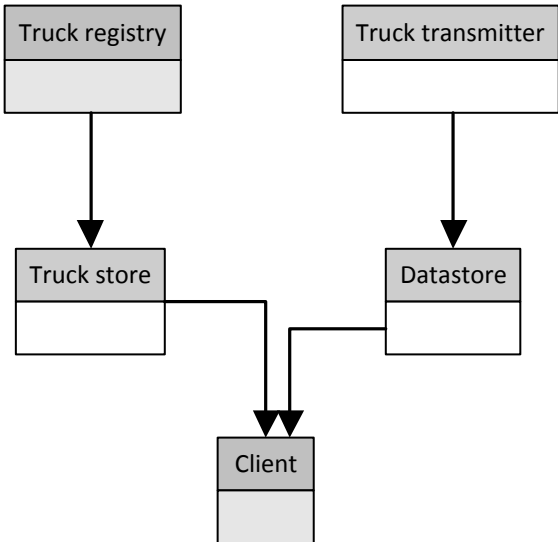 Truck registry
Truck transmitter
Truck store
Datastore
Client